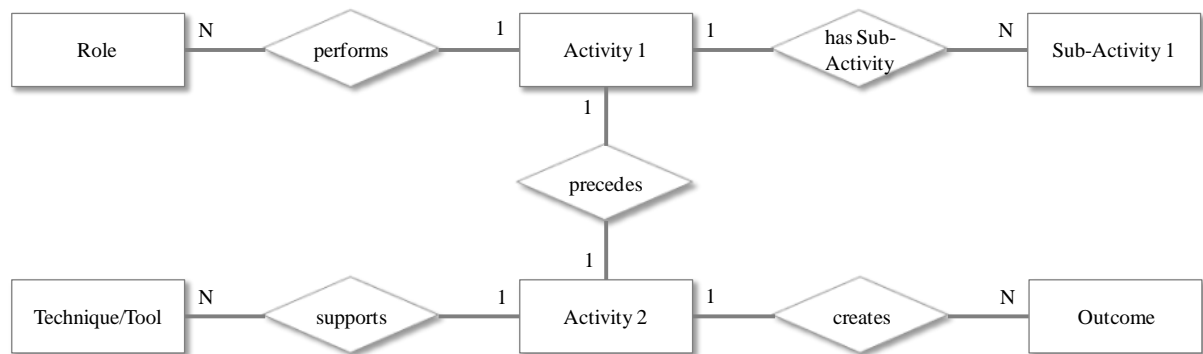 N
1
1
N
Role
performs
Activity 1
has Sub-
Activity
Sub-Activity 1
1
precedes
1
N
1
1
N
Technique/Tool
supports
Activity 2
creates
Outcome